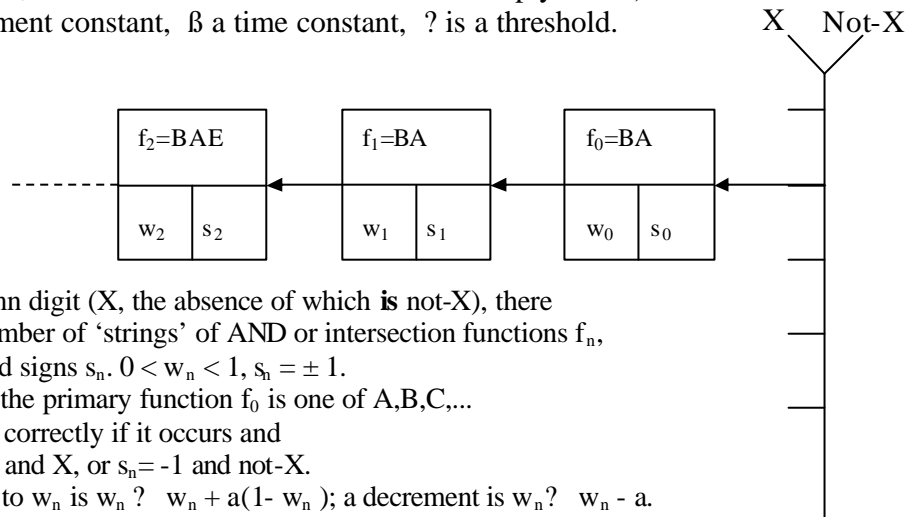 ment constant, ß a time constant, ? is a threshold.
X Not-X
f2=BAE f1=BA f0=BA
w2 s2 w1 s1 w0 s0
nn digit (X, the absence of which is not-X), there
umber of ‘strings’ of AND or intersection functions fn,
d signs sn. 0 < wn < 1, sn = ± 1.
the primary function f0 is one of A,B,C,...
correctly if it occurs and
and X, or sn= -1 and not-X.
to wn is wn ? wn + a(1- wn ); a decrement is wn? wn - a.